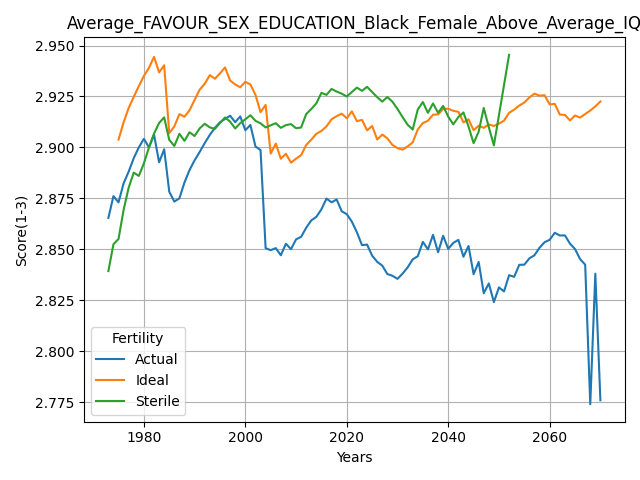 Average_FAVOUR_SEX_EDUCATION_Black_Female_Above_Average_IQ
2.950
2.925
2.900
2.875
2.850
2.825
2.800
2.775
Score(1-3)
Fertility
Actual
Ideal
Sterile
1980 2000 2020 2040 2060
Years